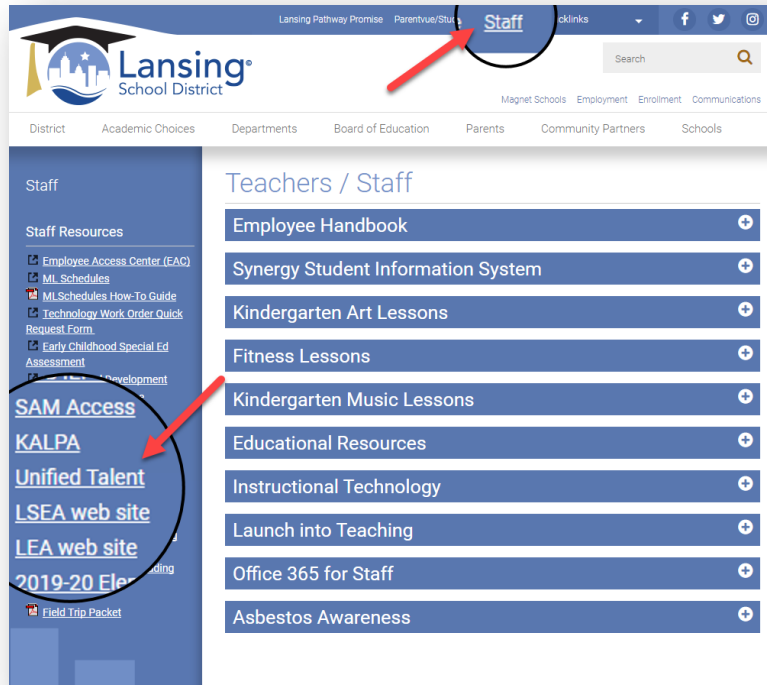 Lansing Pathway Promise Parentvue/Stu Staff cklinks
Lansing
School District
Search
Magnet Schools Employment Enrollment Communications
District Academic Choices Departments Board of Education Parents Community Partners Schools
Staff
Staff Resources
Employee Access Center (EAC)
ML Schedules
MLSchedules How-To Guide
Technology Work Order Quick
Request Form
Early Childhood Special Ed
Assessment
Development
SAM Access
KALPA
Unified Talent
LSEA web site
LEA web site
2019-20
Field Trip Packet
Teachers / Staff
Employee Handbook
Synergy Student Information System
Kindergarten Art Lessons
Fitness Lessons
Kindergarten Music Lessons
Educational Resources
Instructional Technology
Launch into Teaching
Office 365 for Staff
Asbestos Awareness